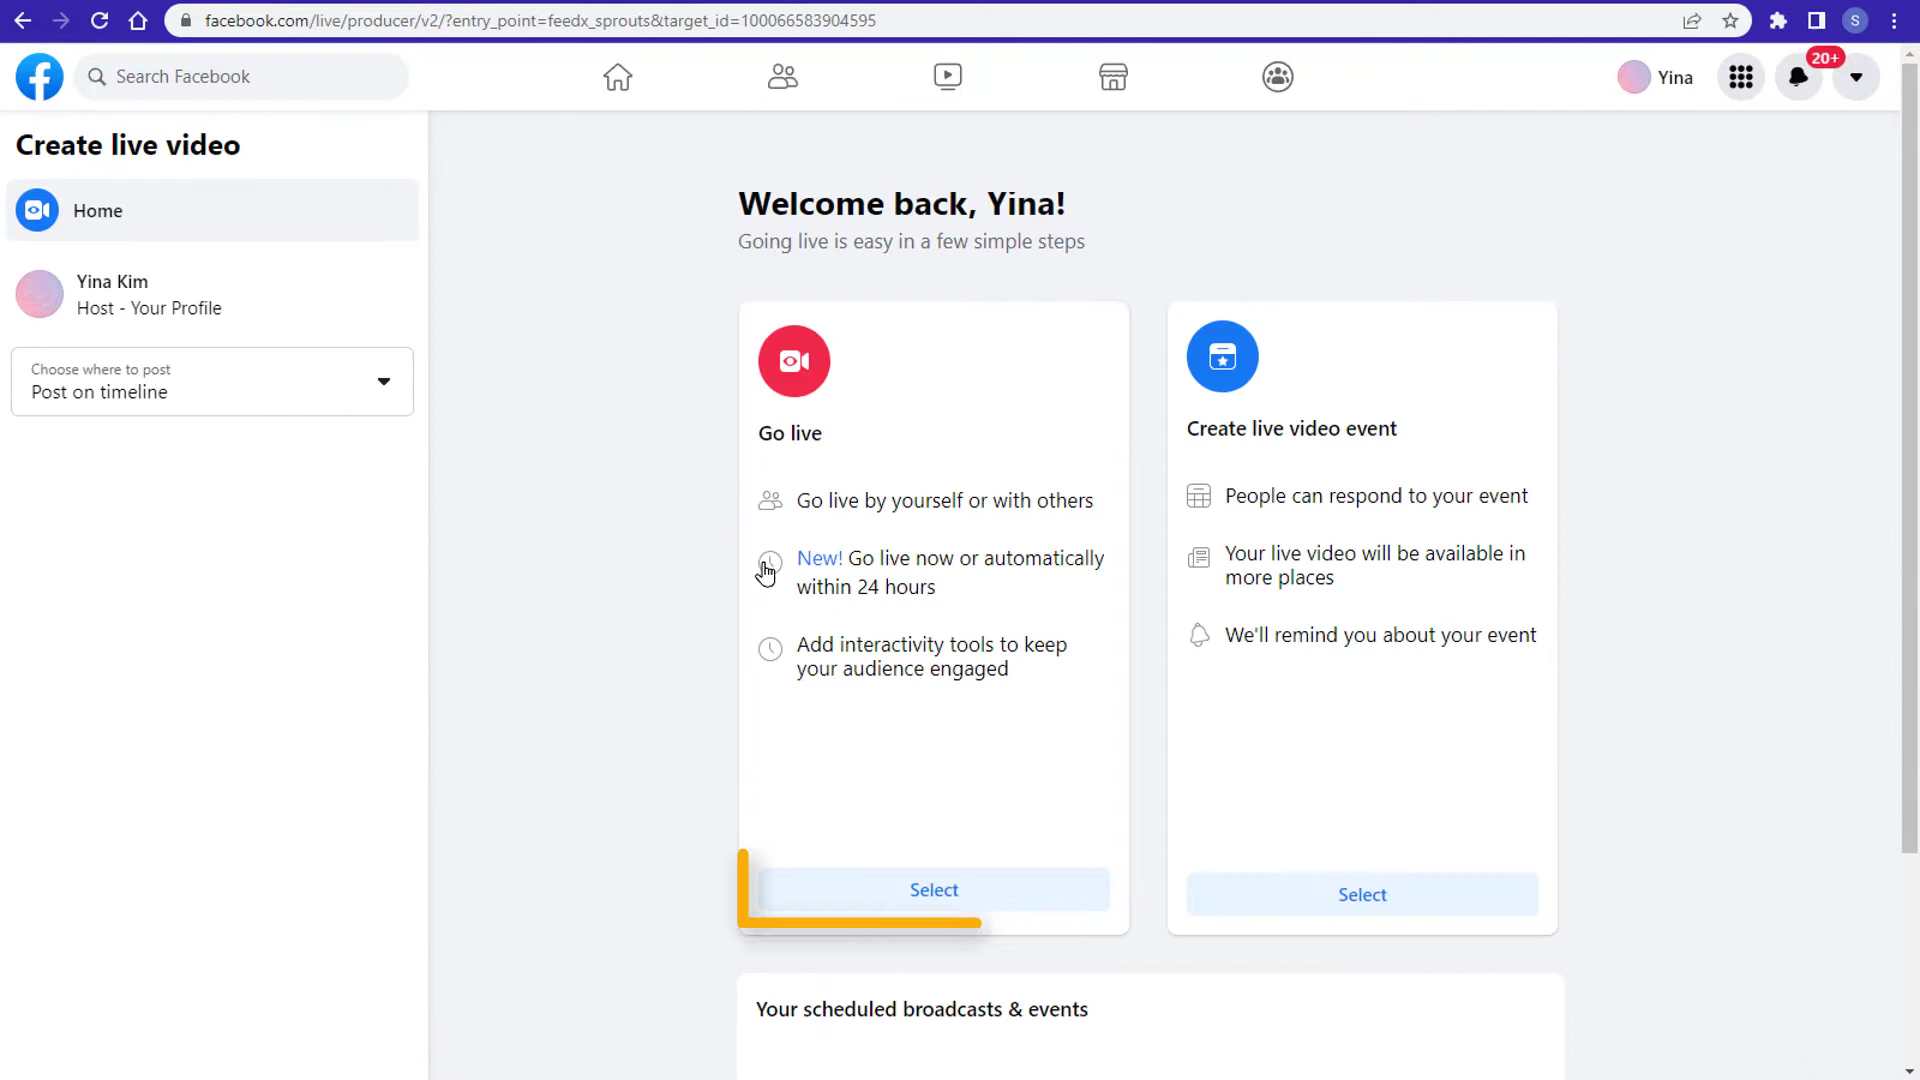 facebook.com/live/producer/v2/?entry_point=feedx_sprouts&target_id=100066583904595
S
Search Facebook
Yina
20+
Create live video
Home
Yina Kim
Host - Your Profile
Choose where to post
Post on timeline
Welcome back, Yina!
Going live is easy in a few simple steps
Go live
Go live by yourself or with others
New! Go live now or automatically
within 24 hours
Add interactivity tools to keep
your audience engaged
Select
Create live video event
People can respond to your event
Your live video will be available in
more places
We'll remind you about your event
Select
Your scheduled broadcasts & events